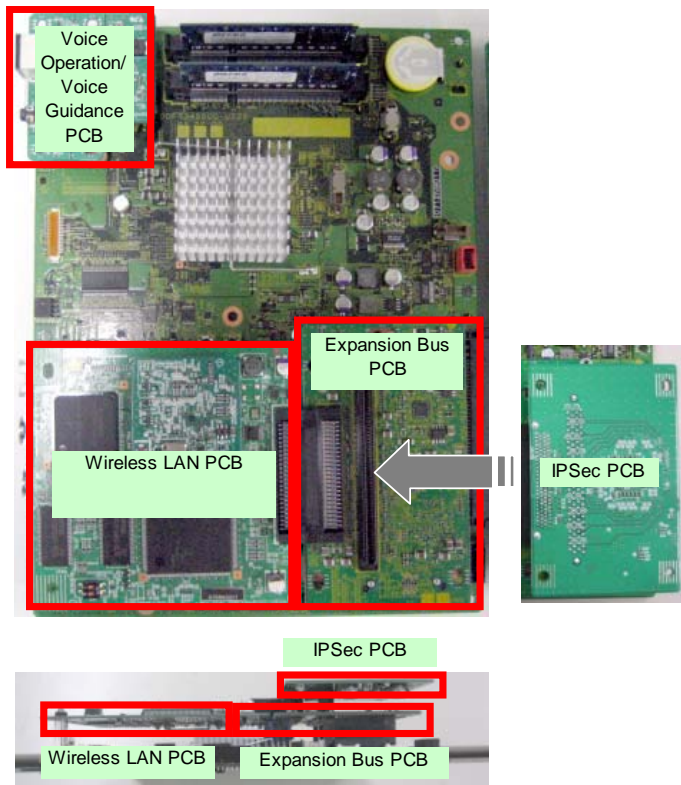 Voice
Operation/
Voice
Guidance
PCB
Expansion Bus
PCB
Wireless LAN PCB
IPSec PCB
IPSec PCB
Wireless LAN PCB
Expansion Bus PCB